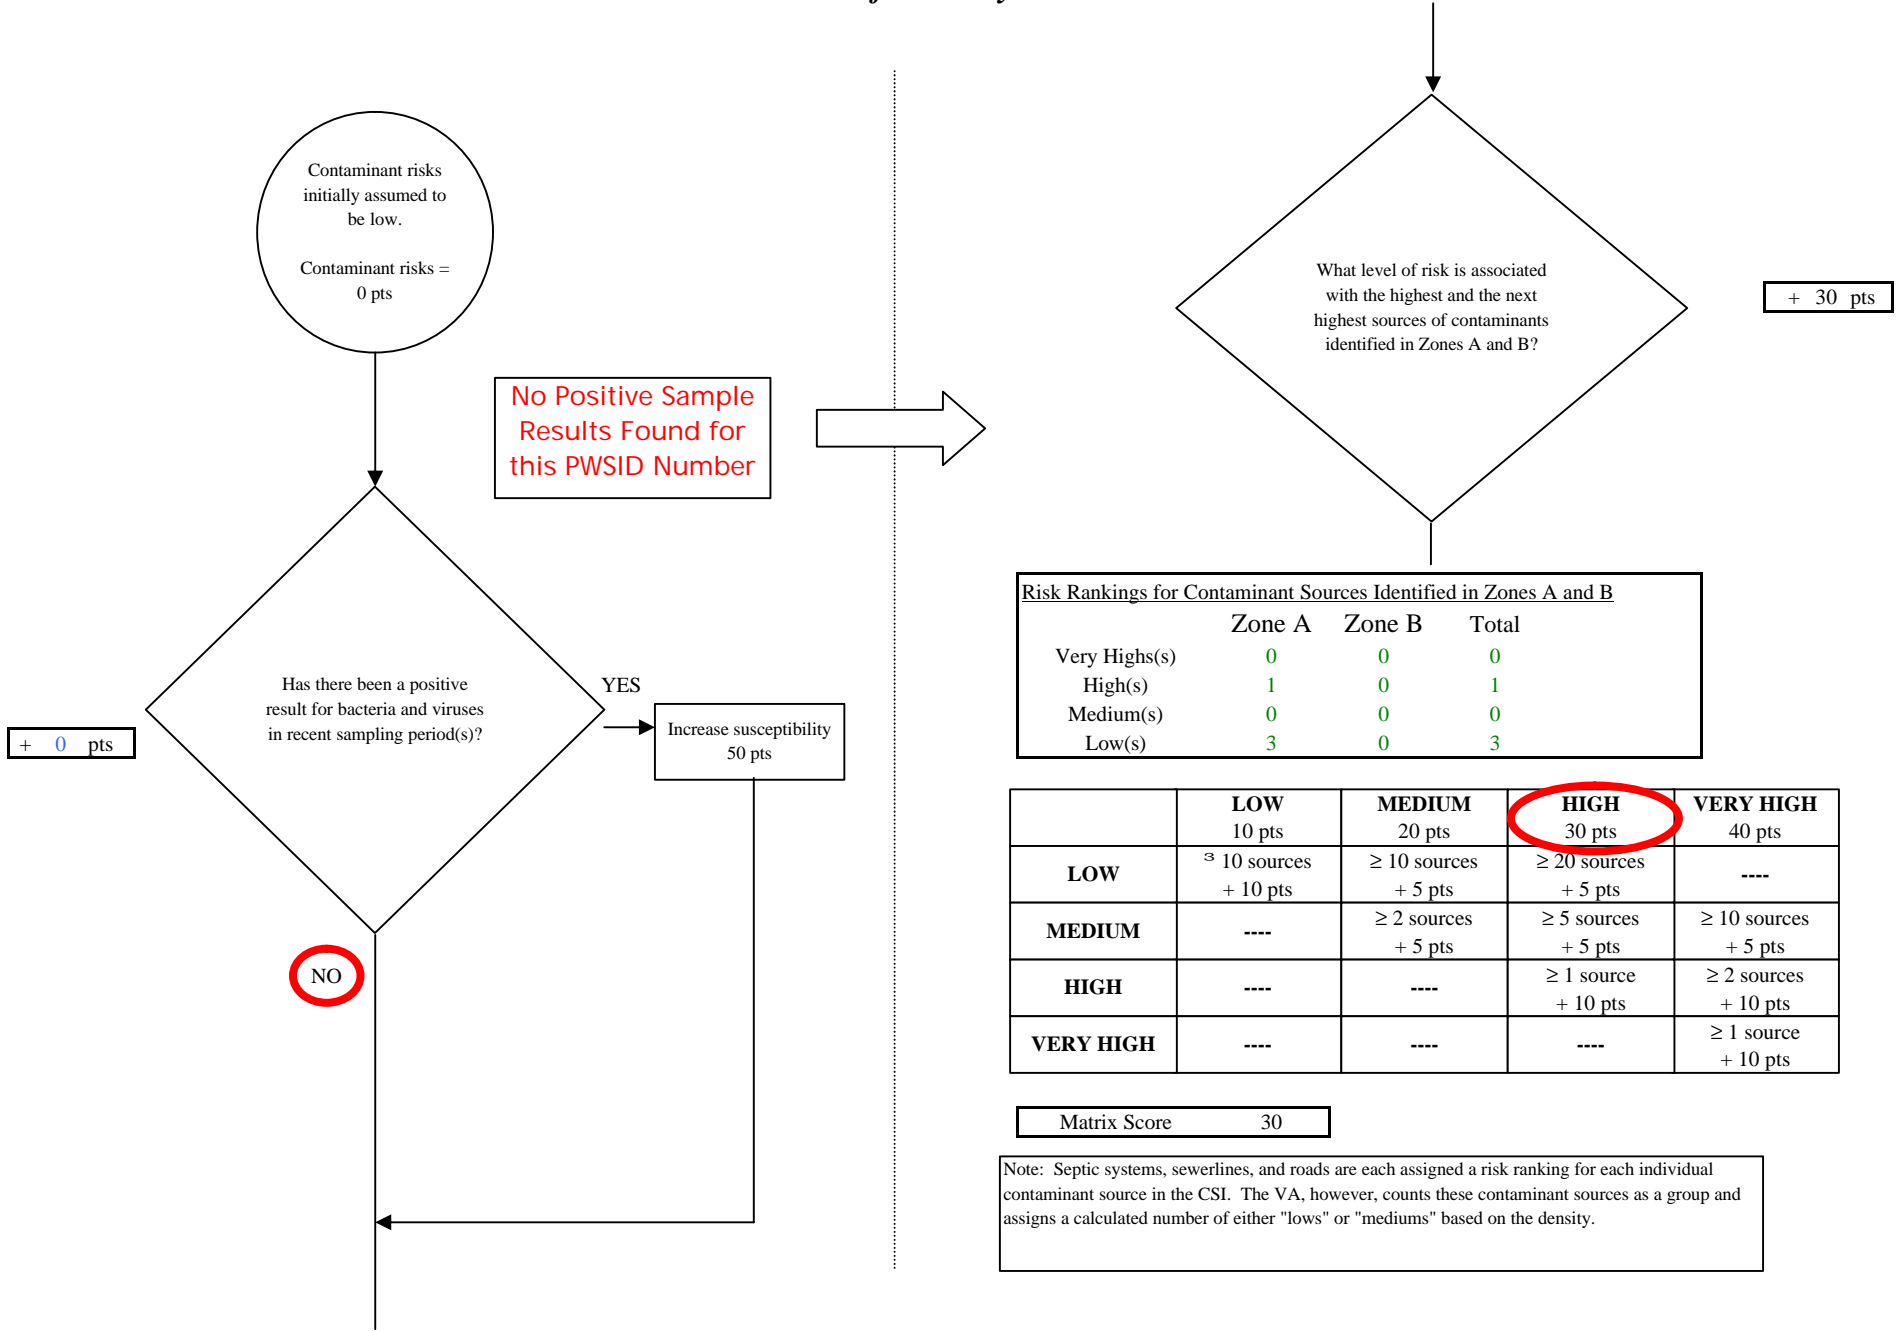 Contaminant risks
initially assumed to
be low.
Contaminant risks =
0 pts
No Positive Sample
Results Found for
this PWSID Number
Has there been a positive
result for bacteria and viruses
in recent sampling period(s)?
+ 0 pts
YES
Increase susceptibility
50 pts
NO
What level of risk is associated
with the highest and the next
highest sources of contaminants
identified in Zones A and B?
+ 30 pts
Risk Rankings for Contaminant Sources Identified in Zones A and B
Zone A Zone B Total
Very Highs(s) 0 0 0
High(s) 1 0 1
Medium(s) 0 0 0
Low(s) 3 0 3
LOW MEDIUM HIGH VERY HIGH
10 pts 20 pts 30 pts 40 pts
LOW ³ 10 sources ≥ 10 sources ≥ 20 sources ----
+ 10 pts + 5 pts + 5 pts
MEDIUM ---- ≥ 2 sources ≥ 5 sources ≥ 10 sources
+ 5 pts + 5 pts + 5 pts
HIGH ---- ---- ≥ 1 source ≥ 2 sources
+ 10 pts + 10 pts
VERY HIGH ---- ---- ---- ≥ 1 source
+ 10 pts
Matrix Score 30
Note: Septic systems, sewerlines, and roads are each assigned a risk ranking for each individual
contaminant source in the CSI. The VA, however, counts these contaminant sources as a group and
assigns a calculated number of either "lows" or "mediums" based on the density.